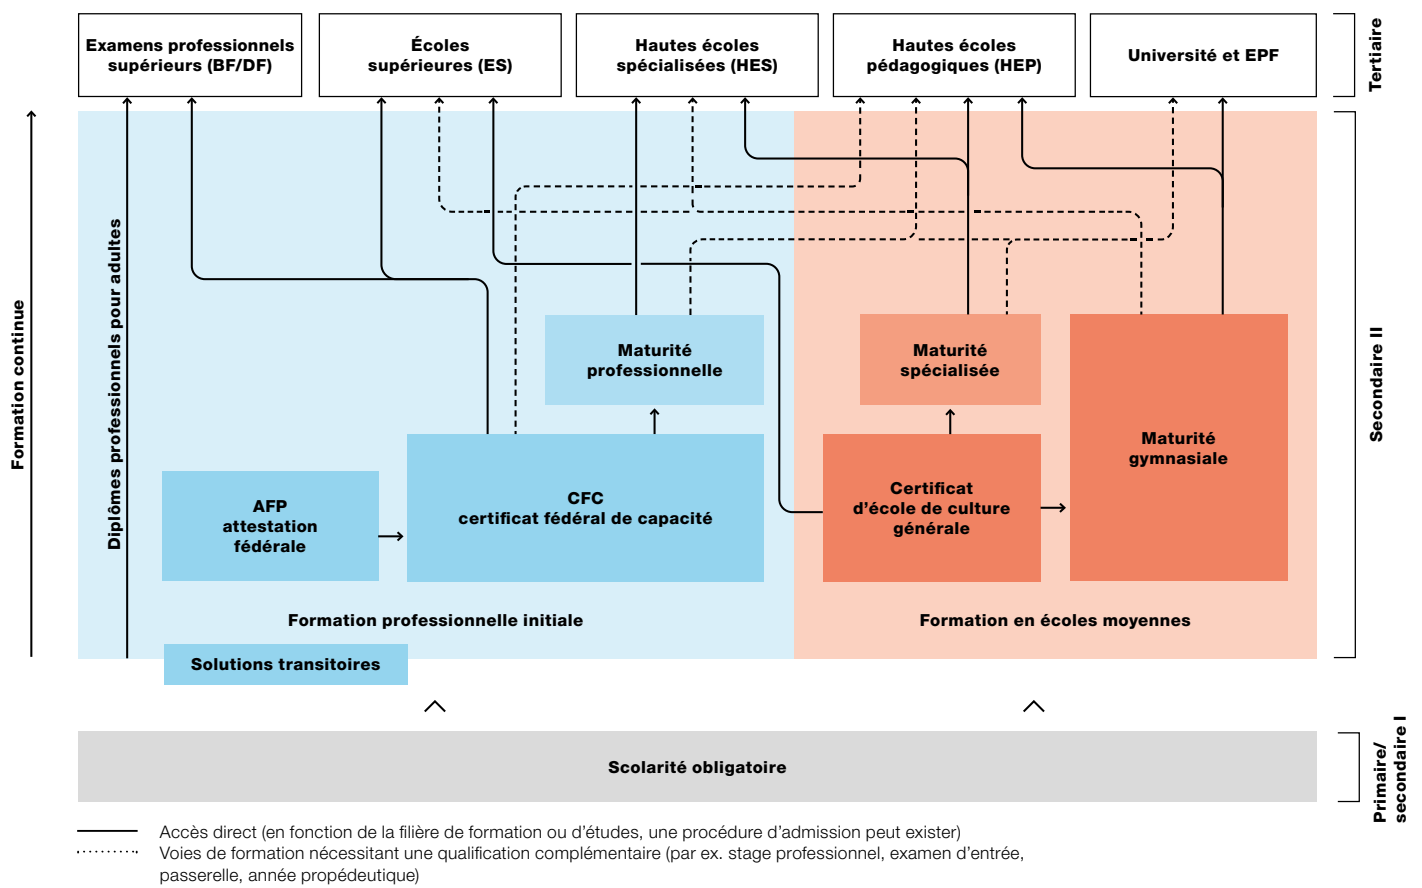 Examens professionnels
supérieurs (BF/DF)
Écoles
supérieures (ES)
Hautes écoles
spécialisées (HES)
Hautes écoles
pédagogiques (HEP)
Université et EPF
Tertiaire
Formation continue
Diplômes professionnels pour adultes
Secondaire II
Maturité
professionnelle
Maturité
spécialisée
Maturité
gymnasiale
AFP
attestation
fédérale
CFC
certificat fédéral de capacité
Certificat
d’école de culture
générale
Formation professionnelle initiale
Formation en écoles moyennes
Solutions transitoires
Scolarité obligatoire
Primaire/
secondaire I
Accès direct (en fonction de la filière de formation ou d’études, une procédure d’admission peut exister)
Voies de formation nécessitant une qualification complémentaire (par ex. stage professionnel, examen d’entrée,
passerelle, année propédeutique)